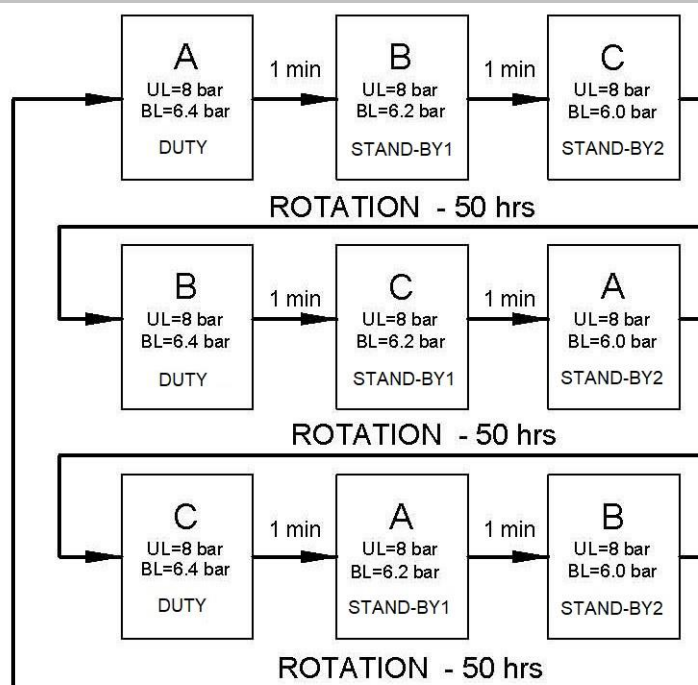 A
UL=8 bar
BL=6.4 bar
DUTY
1 min
B
UL=8 bar
BL=6.2 bar
STAND-BY1
1 min
C
UL=8 bar
BL=6.0 bar
STAND-BY2
ROTATION - 50 hrs
B
UL=8 bar
BL=6.4 bar
DUTY
1 min
C
UL=8 bar
BL=6.2 bar
STAND-BY1
1 min
A
UL=8 bar
BL=6.0 bar
STAND-BY2
ROTATION - 50 hrs
C
UL=8 bar
BL=6.4 bar
DUTY
1 min
A
UL=8 bar
BL=6.2 bar
STAND-BY1
1 min
B
UL=8 bar
BL=6.0 bar
STAND-BY2
ROTATION - 50 hrs